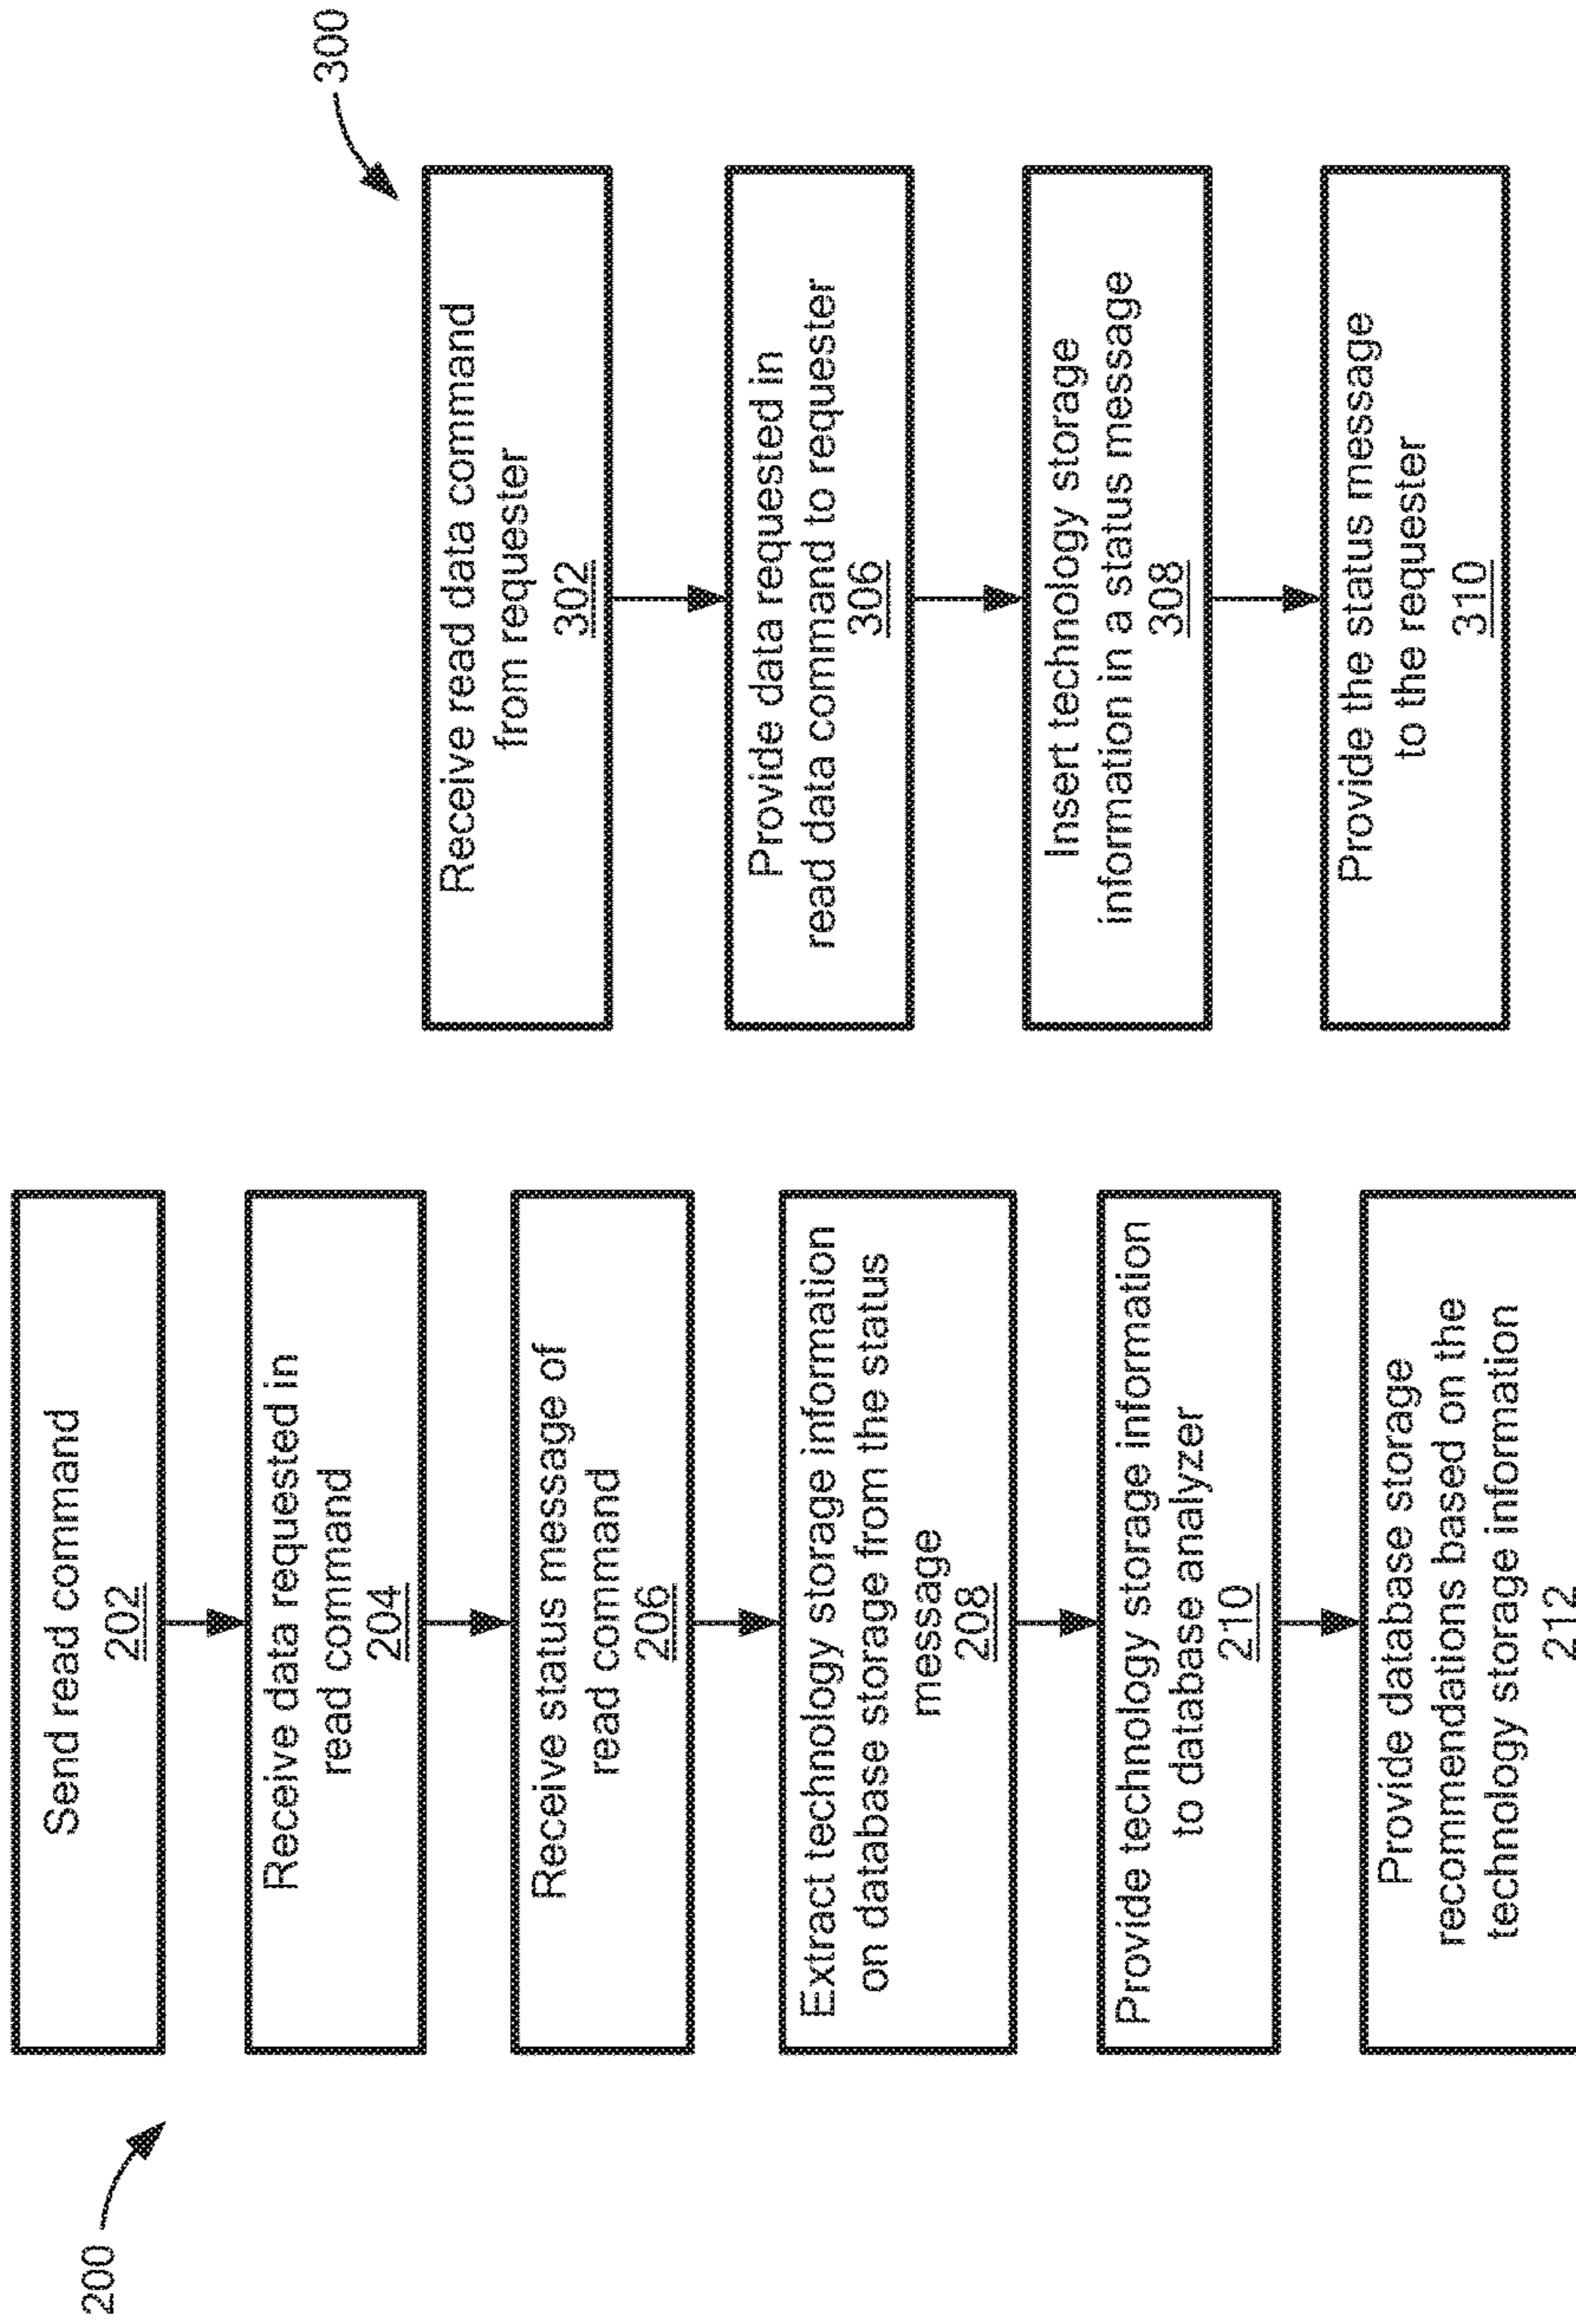 200
Send read command
202
Receive data requested in
read command
204
Receive status message of
read command
206
Extract technology storage information
on database storage from the status
message
208
Provide technology storage information
to database analyzer
210
Provide database storage
recommendations based on the
technology storage information
212
300
Receive read data command
from requester
302
Provide data requested in
read data command to requester
306
Insert technology storage
information in a status message
308
Provide the status message
to the requester
310